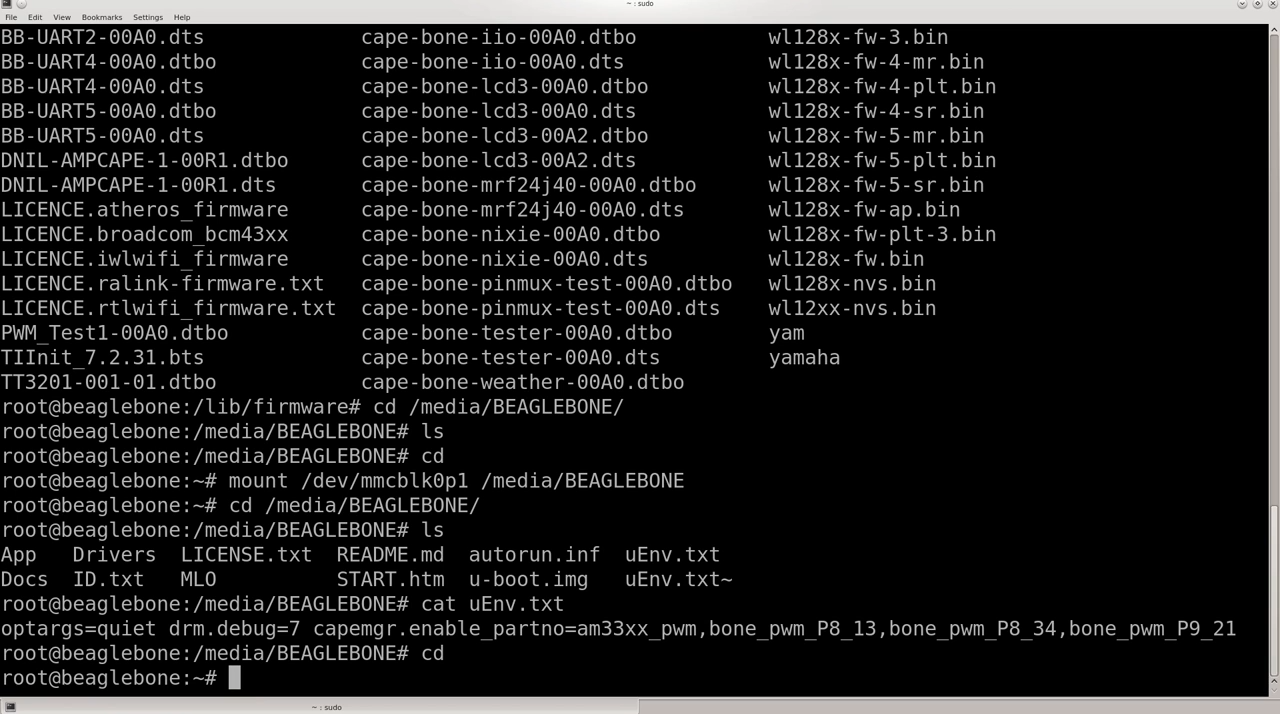 ~ : sudo
File Edit View Bookmarks Settings Help
BB-UART2-00A0.dts cape-bone-iio-00A0.dtbo wl128x-fw-3.bin
BB-UART4-00A0.dtbo cape-bone-iio-00A0.dts wl128x-fw-4-mr.bin
BB-UART4-00A0.dts cape-bone-lcd3-00A0.dtbo wl128x-fw-4-plt.bin
BB-UART5-00A0.dtbo cape-bone-lcd3-00A0.dts wl128x-fw-4-sr.bin
BB-UART5-00A0.dts cape-bone-lcd3-00A2.dtbo wl128x-fw-5-mr.bin
DNIL-AMPCAPE-1-00R1.dtbo cape-bone-lcd3-00A2.dts wl128x-fw-5-plt.bin
DNIL-AMPCAPE-1-00R1.dts cape-bone-mrf24j40-00A0.dtbo wl128x-fw-5-sr.bin
LICENCE.atheros_firmware cape-bone-mrf24j40-00A0.dts wl128x-fw-ap.bin
LICENCE.broadcom_bcm43xx cape-bone-nixie-00A0.dtbo wl128x-fw-plt-3.bin
LICENCE.iwlwifi_firmware cape-bone-nixie-00A0.dts wl128x-fw.bin
LICENCE.ralink-firmware.txt cape-bone-pinmux-test-00A0.dtbo wl128x-nvs.bin
LICENCE.rtlwifi_firmware.txt cape-bone-pinmux-test-00A0.dts wl12xx-nvs.bin
PWM_Test1-00A0.dtbo cape-bone-tester-00A0.dtbo yam
TIInit_7.2.31.bts cape-bone-tester-00A0.dts yamaha
TT3201-001-01.dtbo cape-bone-weather-00A0.dtbo
root@beaglebone:/lib/firmware# cd /media/BEAGLEBONE/
root@beaglebone:/media/BEAGLEBONE# ls
root@beaglebone:/media/BEAGLEBONE# cd
root@beaglebone:~# mount /dev/mmcblk0p1 /media/BEAGLEBONE
root@beaglebone:~# cd /media/BEAGLEBONE/
root@beaglebone:/media/BEAGLEBONE# ls
App Drivers LICENSE.txt README.md autorun.inf uEnv.txt
Docs ID.txt MLO START.htm u-boot.img uEnv.txt~
root@beaglebone:/media/BEAGLEBONE# cat uEnv.txt
optargs=quiet drm.debug=7 capemgr.enable_partno=am33xx_pwm,bone_pwm_P8_13,bone_pwm_P8_34,bone_pwm_P9_21
root@beaglebone:/media/BEAGLEBONE# cd
root@beaglebone:~#
~ : sudo